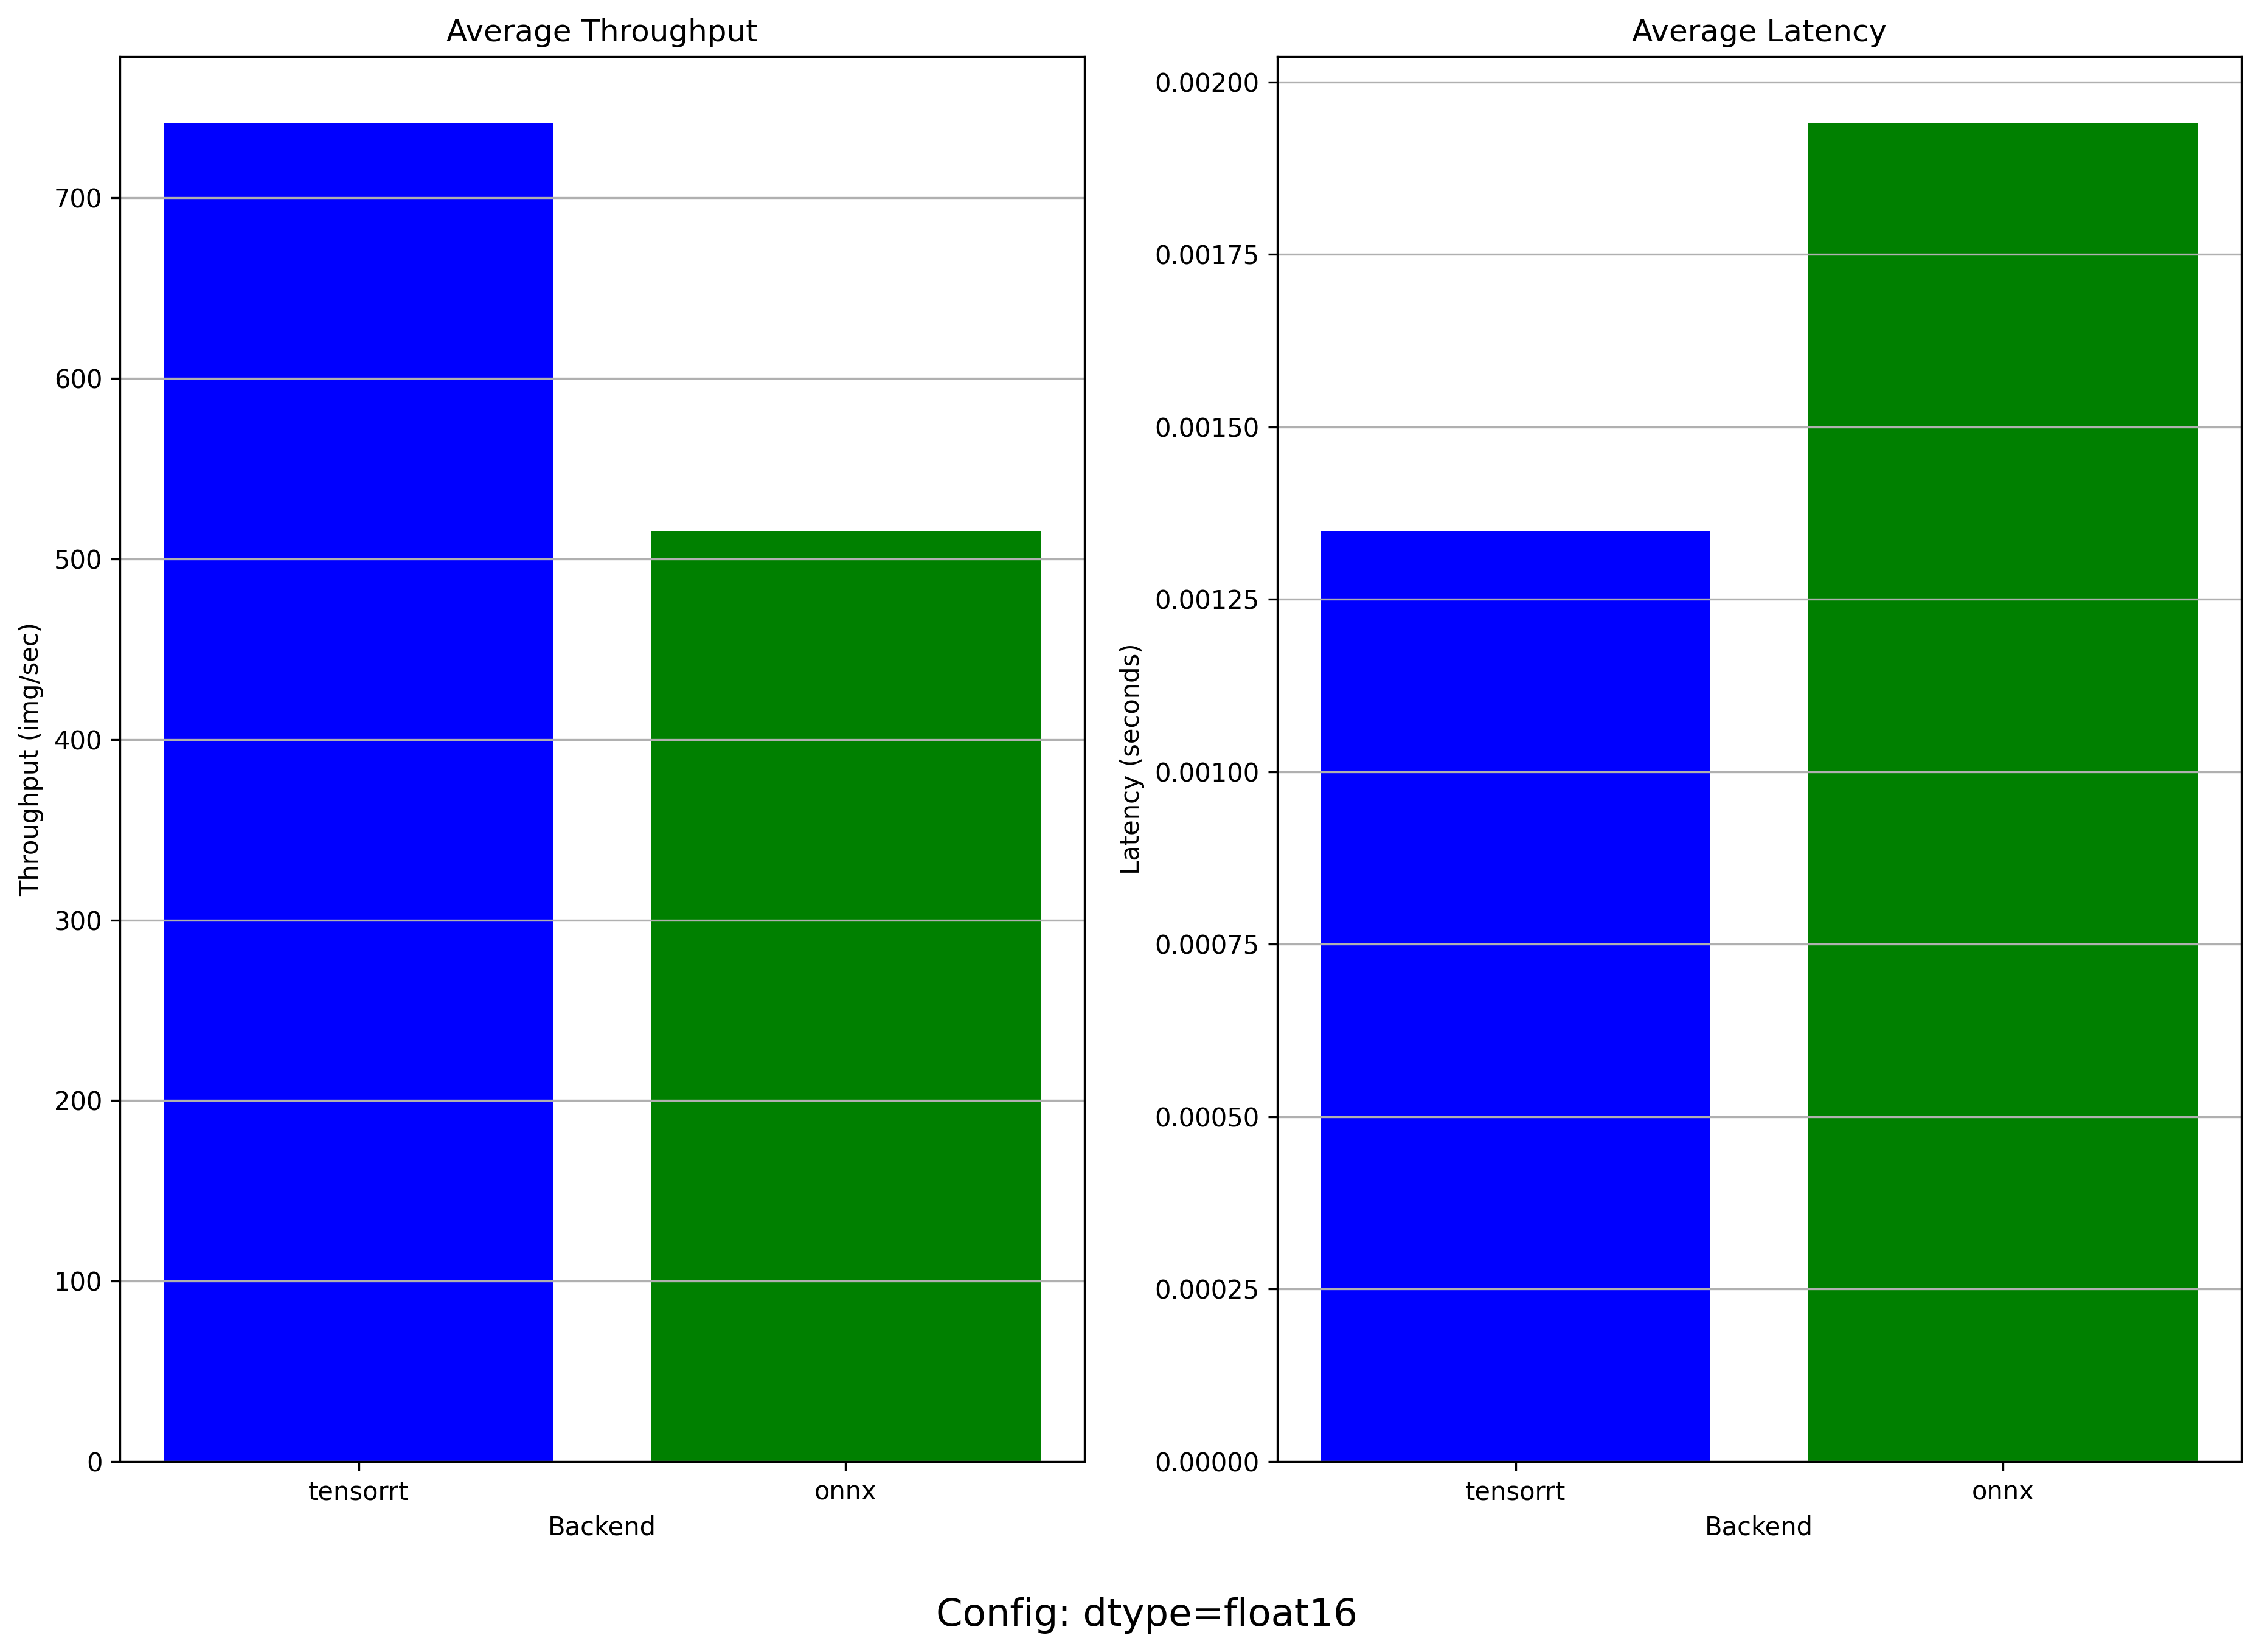 Average Throughput
700
600
500
400
300
200
100
0
Throughput (img/sec)
tensorrt
onnx
Backend
Average Latency
0.00200
0.00175
0.00150
0.00125
0.00100
0.00075
0.00050
0.00025
0.00000
Latency (seconds)
tensorrt
onnx
Backend
Config: dtype=float16